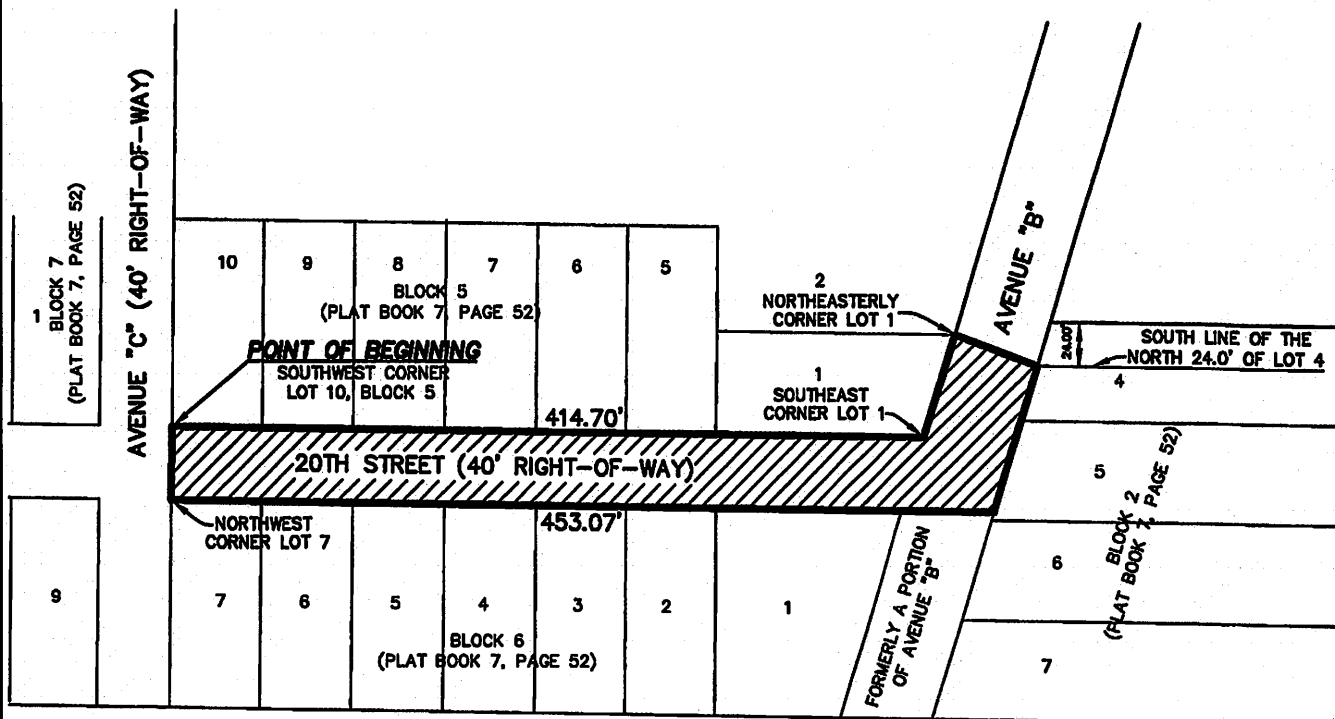 AVENUE "C" (40' RIGHT-OF-WAY)
1
BLOCK 7
(PLAT BOOK 7, PAGE 52)
10
9
8
7
6
5
BLOCK 5
(PLAT BOOK 7, PAGE 52)
POINT OF BEGINNING
SOUTHWEST CORNER
LOT 10, BLOCK 5
2
NORTHEASTERLY
CORNER LOT 1
1
SOUTHEAST
CORNER LOT 1
AVENUE "B"
24.00'
SOUTH LINE OF THE
NORTH 24.0' OF LOT 4
4
5
6
7
BLOCK 2
(PLAT BOOK 7, PAGE 52)
414.70'
20TH STREET (40' RIGHT-OF-WAY)
453.07'
NORTHWEST
CORNER LOT 7
9
7
6
5
4
3
2
1
BLOCK 6
(PLAT BOOK 7, PAGE 52)
FORMERLY A PORTION
OF AVENUE "B"